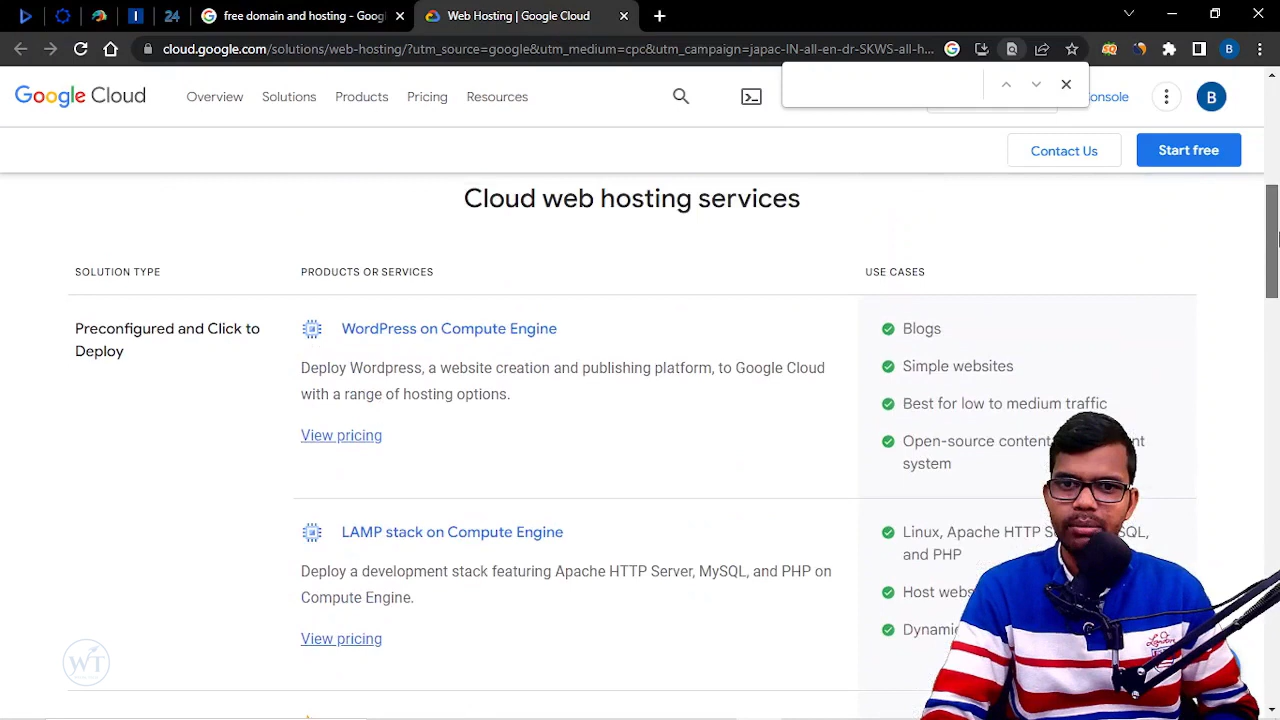 24
free domain and hosting - Goog
Web Hosting | Google Cloud
cloud.google.com/solutions/web-hosting/?utm_source=google&utm_medium=cpc&utm_campaign=japac-IN-all-en-dr-SKWS-all-h...
B
Google Cloud
Overview
Solutions
Products
Pricing
Resources
onsole
B
Contact Us
Start free
Cloud web hosting services
SOLUTION TYPE
PRODUCTS OR SERVICES
USE CASES
Preconfigured and Click to
Deploy
WordPress on Compute Engine
Deploy Wordpress, a website creation and publishing platform, to Google Cloud
with a range of hosting options.
View pricing
Blogs
Simple websites
Best for low to medium traffic
Open-source content nt
system
LAMP stack on Compute Engine
Deploy a development stack featuring Apache HTTP Server, MySQL, and PHP on
Compute Engine.
View pricing
Linux, Apache HTTP Se SQL,
and PHP
Host webs
Dynamic
WT